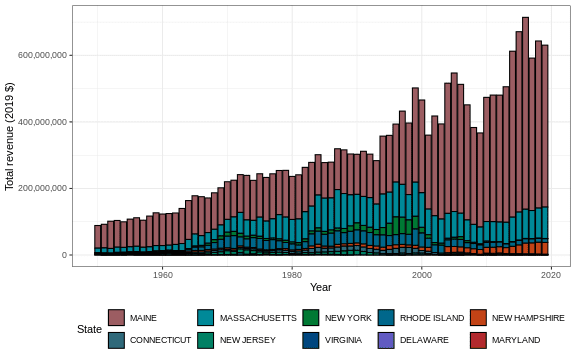 600,000,000
400,000,000
200,000,000
0
Total revenue (2019 $)
1960 1980 2000 2020
Year
State
MAINE MASSACHUSETTS NEW YORK RHODE ISLAND NEW HAMPSHIRE
CONNECTICUT NEW JERSEY VIRGINIA DELAWARE MARYLAND